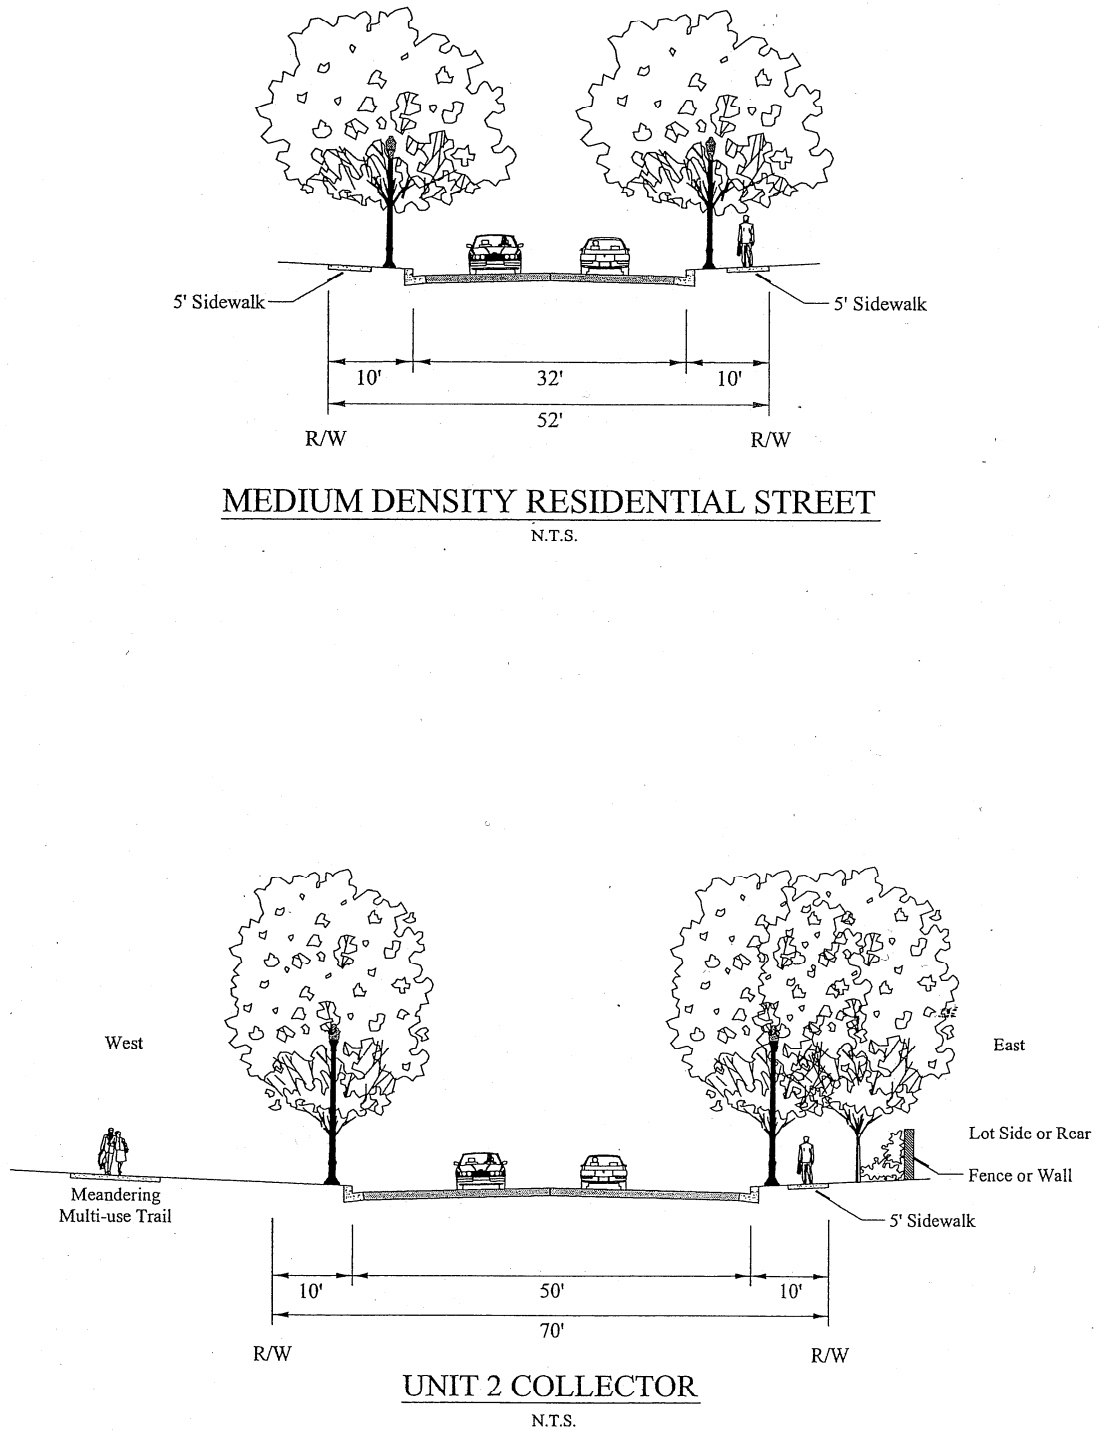 5' Sidewalk
5' Sidewalk
10'
32'
10'
52'
R/W
R/W
MEDIUM DENSITY RESIDENTIAL STREET
N.T.S.
West
East
Lot Side or Rear
Fence or Wall
Meandering
Multi-use Trail
5' Sidewalk
10'
50'
10'
70'
R/W
R/W
UNIT 2 COLLECTOR
N.T.S.